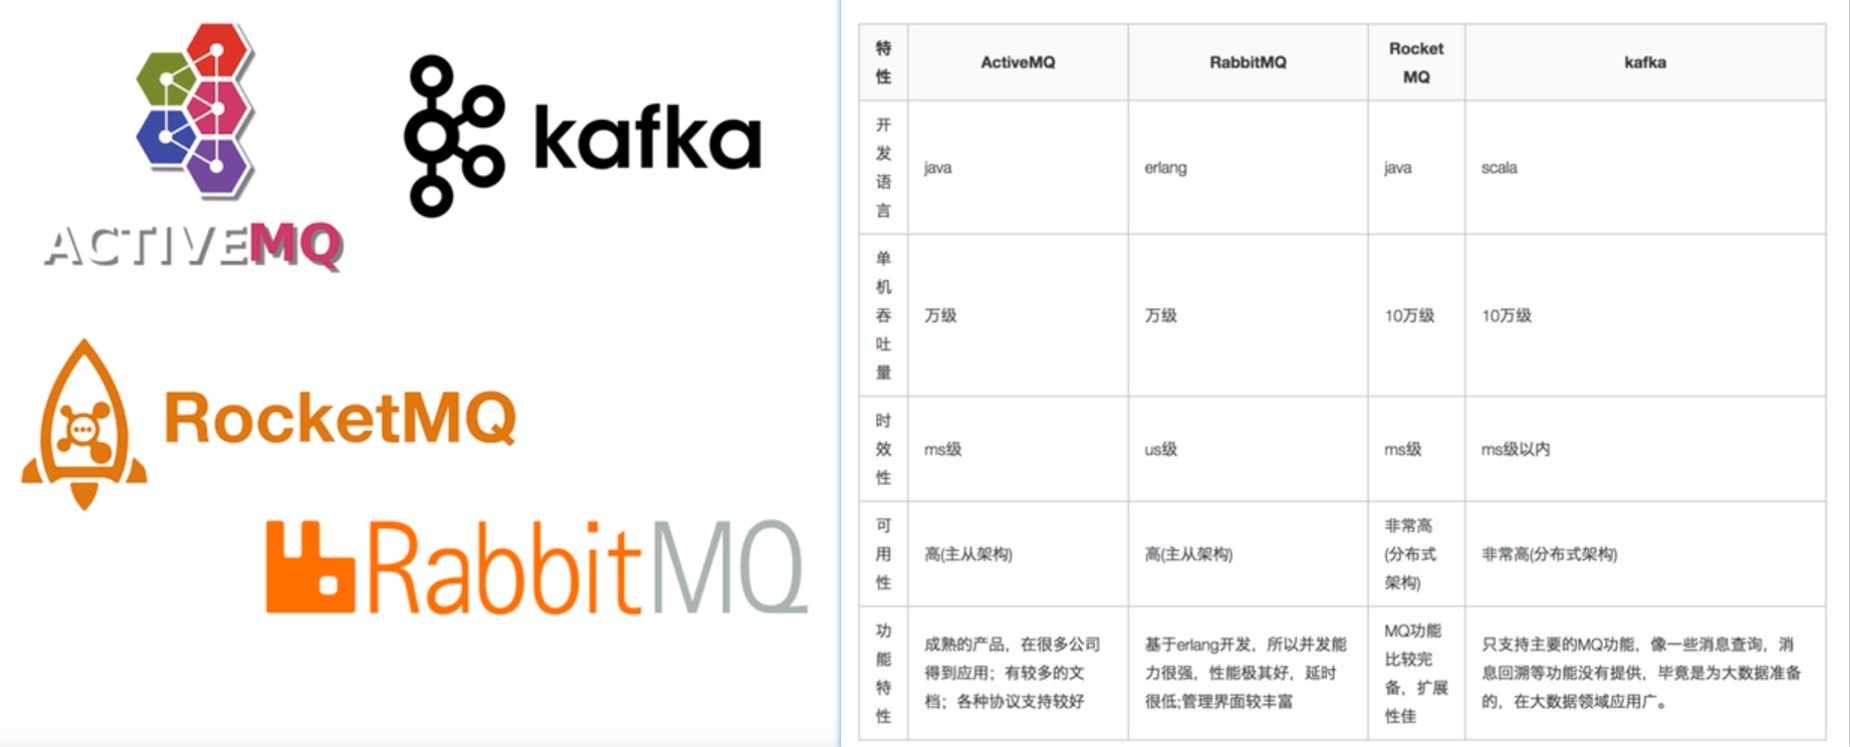 ACTIVEMQ
kafka
RocketMQ
RabbitMQ
特
性
ActiveMQ
RabbitMQ
Rocket
MQ
kafka
开
发
语
言
java
erlang
java
scala
单
机
吞
吐
量
万级
万级
10万级
10万级
时
效
性
ms级
us级
ms级
ms级以内
可
用
性
高(主从架构)
高(主从架构)
非常高
(分布式
架构)
非常高(分布式架构)
功
能
特
性
成熟的产品，在很多公司
得到应用；有较多的文
档；各种协议支持较好
基于erlang开发，所以并发能
力很强，性能极其好，延时
很低;管理界面较丰富
MQ功能
比较完
备，扩展
性佳
只支持主要的MQ功能，像一些消息查询，消
息回溯等功能没有提供，毕竟是为大数据准备
的，在大数据领域应用广。